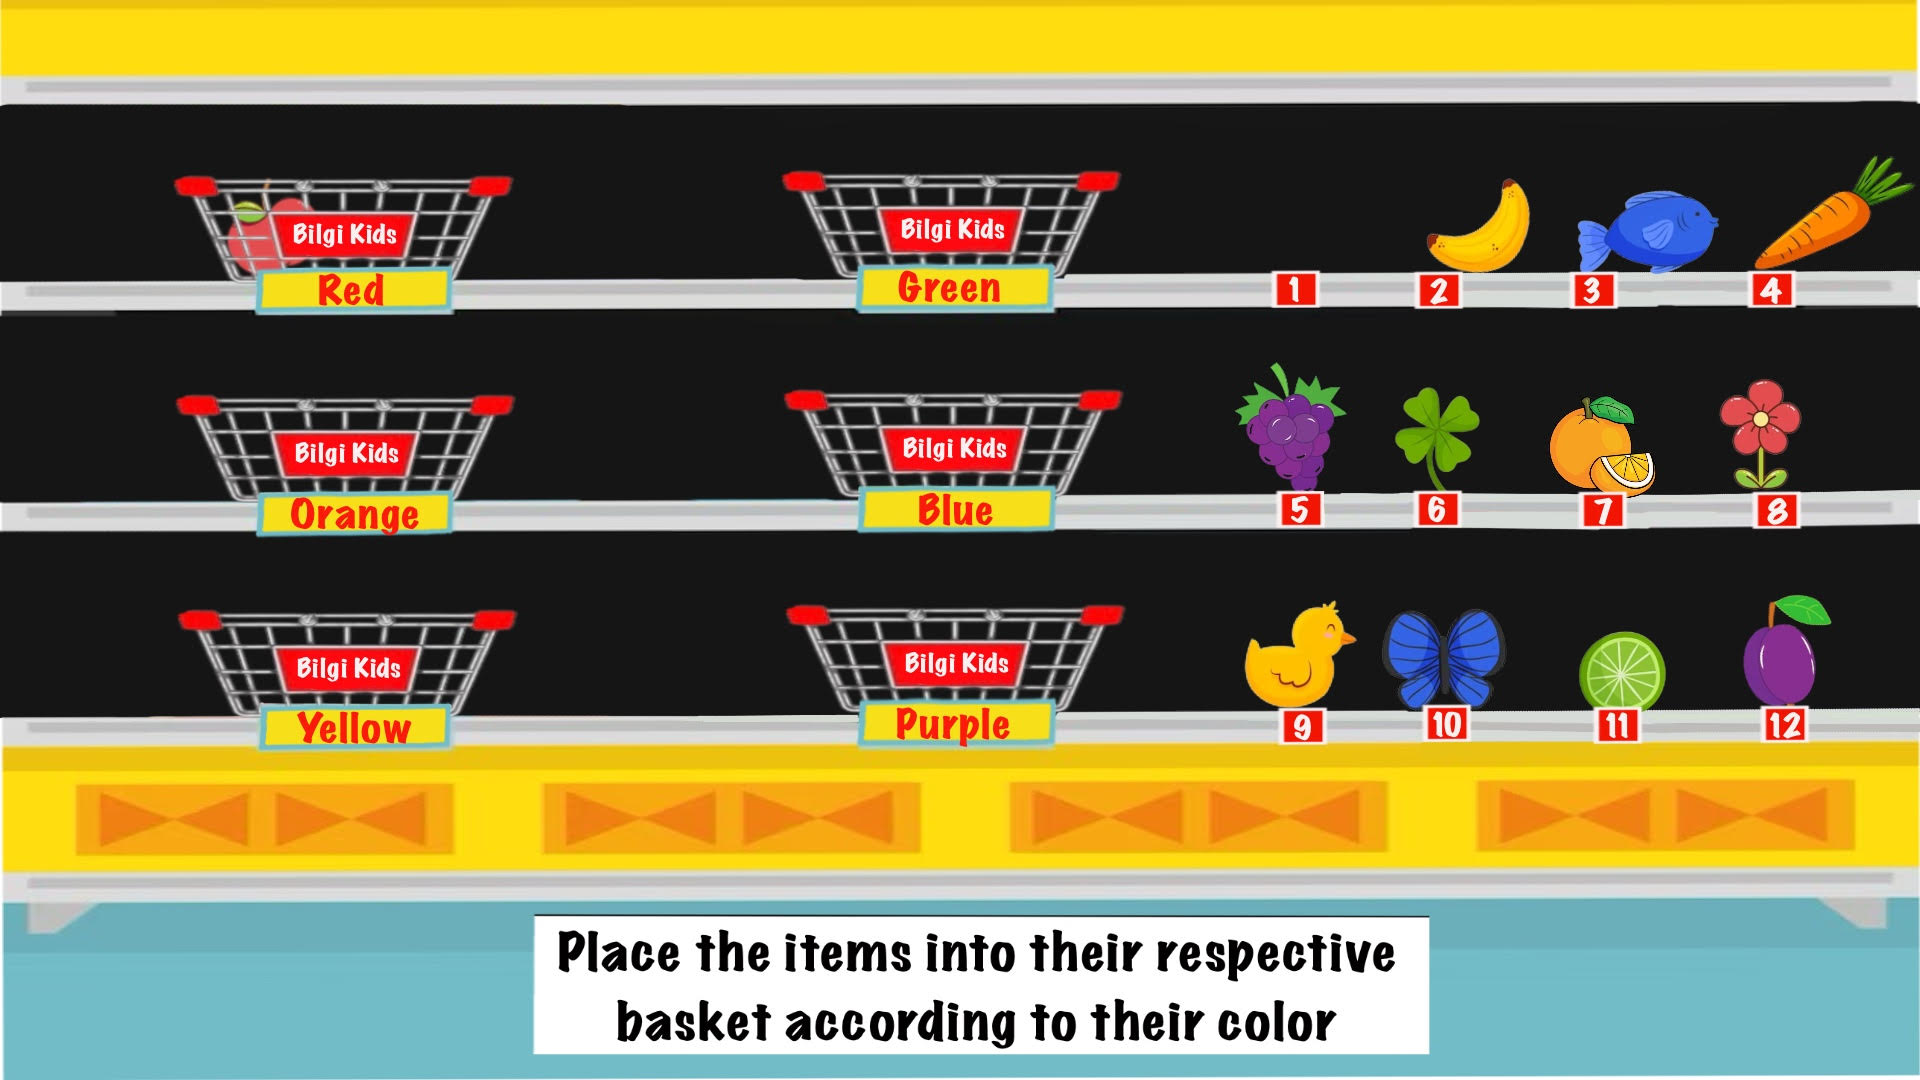 Bilgi Kids
Red
Bilgi Kids
Green
1
2
3
4
Bilgi Kids
Orange
Bilgi Kids
Blue
5
6
7
8
Bilgi Kids
Yellow
Bilgi Kids
Purple
9
10
11
12
Place the items into their respective
basket according to their color